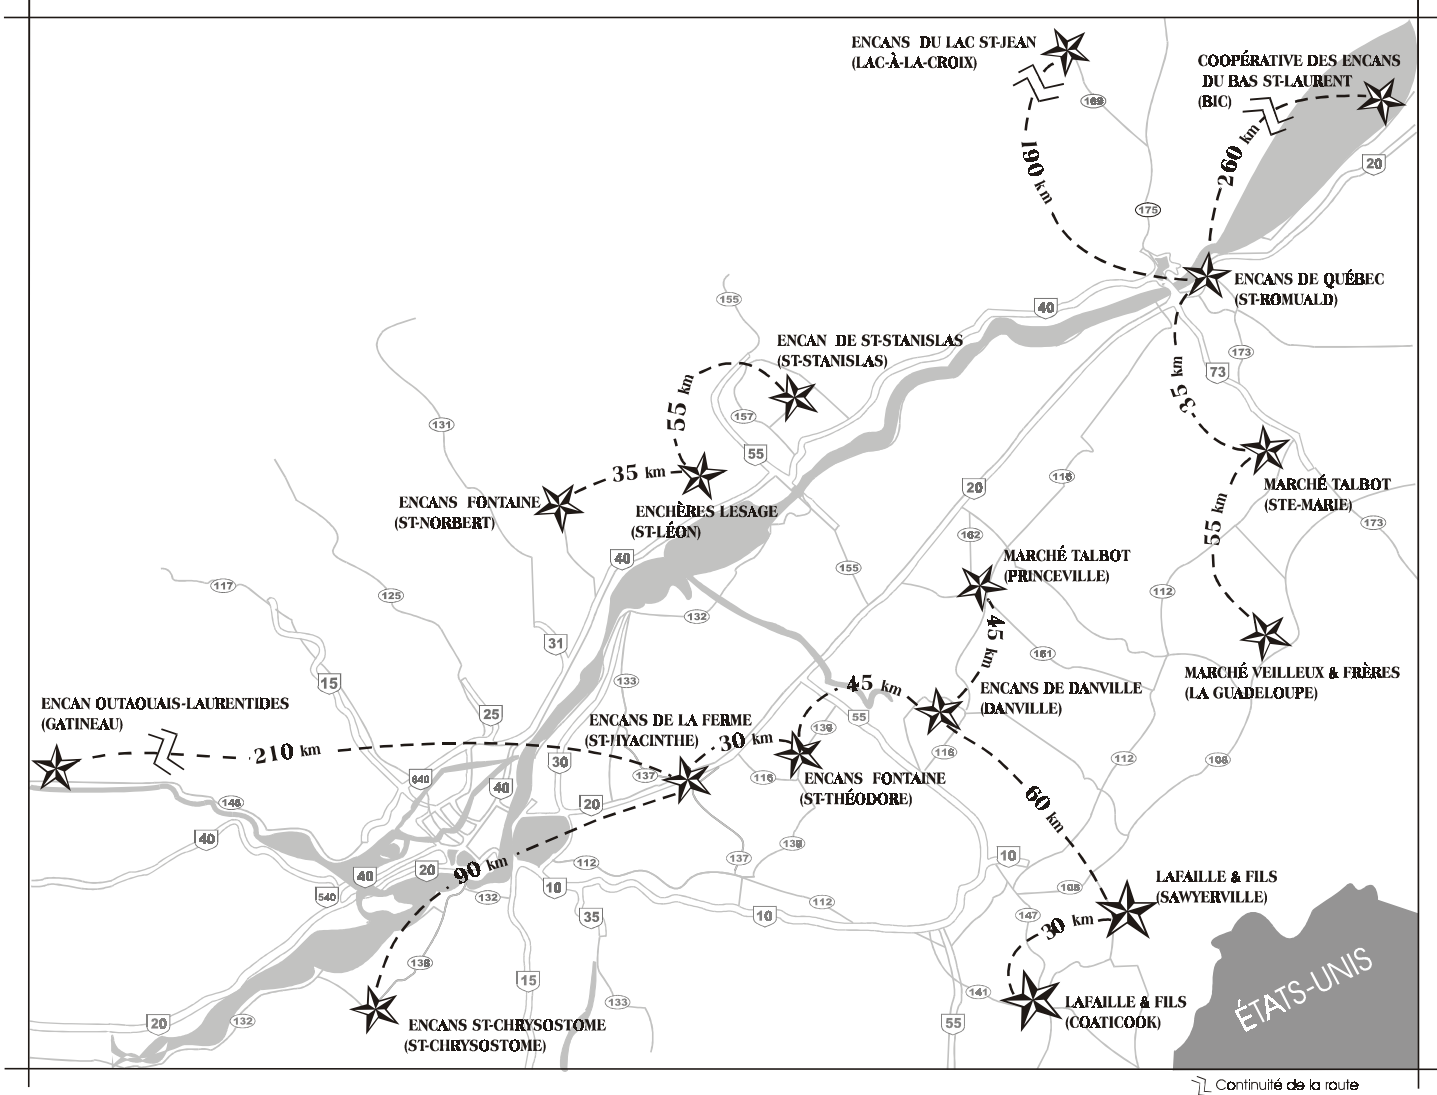 ENCANS DU LAC ST-JEAN
(LAC-À-LA-CROIX)
COOPÉRATIVE DES ENCANS
DU BAS ST-LAURENT
(BIC)
169
190 km
260 km
20
175
ENCANS DE QUÉBEC
(ST-ROMUALD)
155
40
ENCAN DE ST-STANISLAS
(ST-STANISLAS)
173
73
35 km
55 km
157
131
55
35 km
ENCANS FONTAINE
(ST-NORBERT)
ENCHÈRES LESAGE
(ST-LÉON)
116
20
MARCHÉ TALBOT
(STE-MARIE)
173
55 km
162
40
155
MARCHÉ TALBOT
(PRINCEVILLE)
117
125
112
132
45 km
31
161
133
15
45 km
MARCHÉ VEILLEUX & FRÈRES
(LA GUADELOUPE)
ENCANS DE DANVILLE
(DANVILLE)
ENCAN OUTAOUAIS-LAURENTIDES
(GATINEAU)
25
55
139
ENCANS DE LA FERME
(ST-HYACINTHE)
30 km
210 km
116
112
108
30
137
116
640
40
ENCANS FONTAINE
(ST-THÉODORE)
148
20
60 km
40
139
137
10
112
90 km
20
40
LAFAILLE & FILS
(SAWYERVILLE)
10
108
540
132
112
35
10
147
30 km
138
15
141
ÉTATS-UNIS
133
LAFAILLE & FILS
(COATICOOK)
20
132
55
ENCANS ST-CHRYSOSTOME
(ST-CHRYSOSTOME)
Continuité de la route